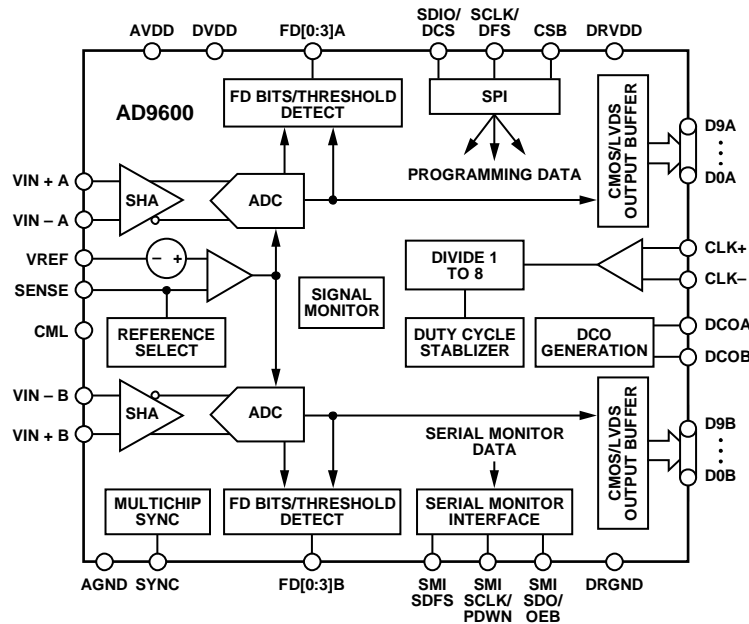 AVDD
DVDD
FD[0:3]A
SDIO/
DCS
SCLK/
DFS
CSB
DRVDD
AD9600
FD BITS/THRESHOLD
DETECT
SPI
PROGRAMMING DATA
CMOS/LVDS
OUTPUT BUFFER
D9A
D0A
VIN + A
VIN – A
SHA
ADC
VREF
– +
SENSE
CML
REFERENCE
SELECT
SIGNAL
MONITOR
DIVIDE 1
TO 8
DUTY CYCLE
STABLIZER
DCO
GENERATION
CLK+
CLK–
DCOA
DCOB
VIN – B
VIN + B
SHA
ADC
SERIAL MONITOR
DATA
CMOS/LVDS
OUTPUT BUFFER
D9B
D0B
MULTICHIP
SYNC
FD BITS/THRESHOLD
DETECT
SERIAL MONITOR
INTERFACE
AGND
SYNC
FD[0:3]B
SMI
SDFS
SMI
SCLK/
PDWN
SMI
SDO/
OEB
DRGND